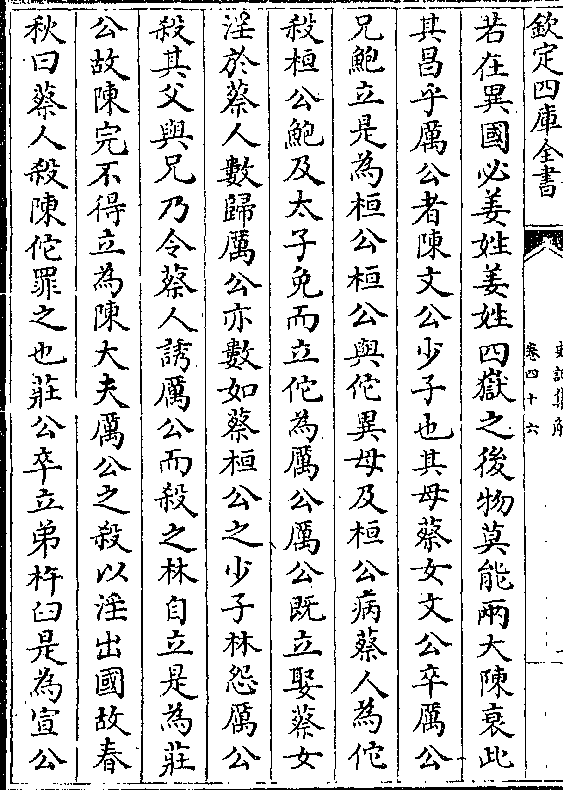 欽定四庫全書
卷四十六
若在異國必姜姓姜姓四嶽之後物莫能兩大陳衰此
其昌乎厲公者陳文公少子也其母蔡女文公卒厲公
兄鮑立是為桓公桓公與佗異母及桓公病蔡人為佗
殺桓公鮑及太子免而立佗為厲公厲公既立娶蔡女
淫於蔡人數歸厲公亦數如蔡桓公之少子林怨厲公
殺其父與兄乃令蔡人誘厲公而殺之林自立是為莊
公故陳完不得立為陳大夫厲公之殺以淫出國故春
秋曰蔡人殺陳佗罪之也莊公卒立弟杵臼是為宣公